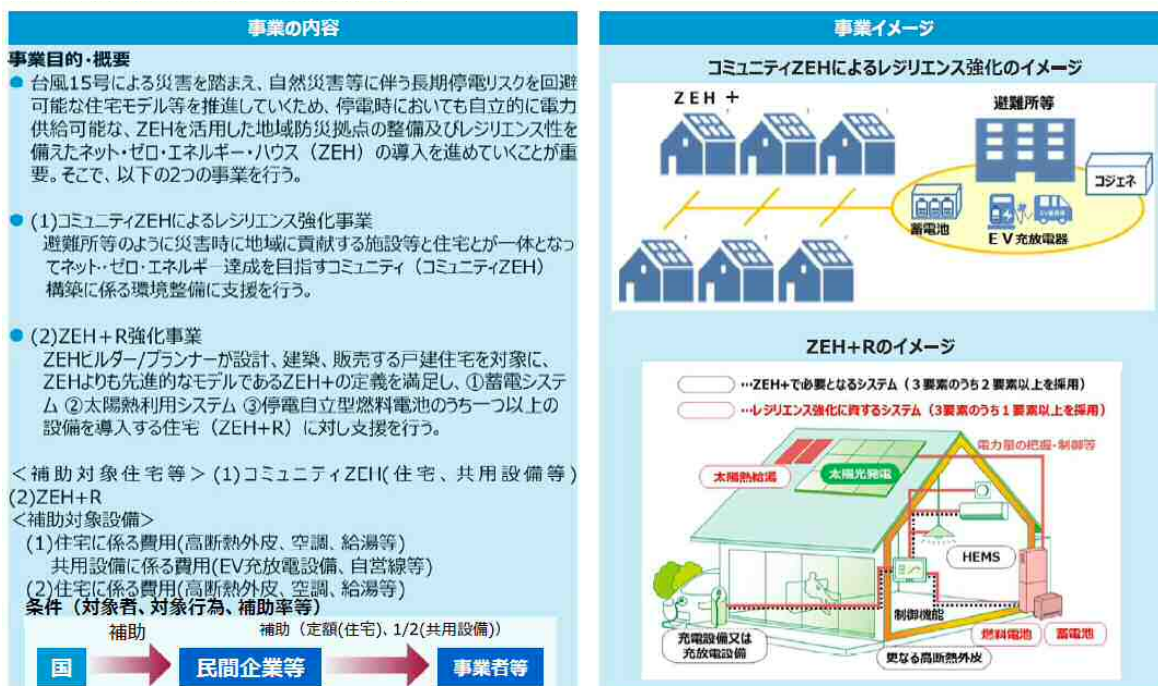 事業の内容
事業目的・概要
● 台風15号による災害を踏まえ、自然災害等に伴う長期停電リスクを回避
可能な住宅モデル等を推進していくため、停電時においても自立的に電力
供給可能な、ZEHを活用した地域防災拠点の整備及びレジリエンス性を
備えたネット・ゼロ・エネルギー・ハウス（ZEH）の導入を進めていくことが重
要。そこで、以下の2つの事業を行う。
● (1)コミュニティZEHによるレジリエンス強化事業
避難所等のように災害時に地域に貢献する施設等と住宅とが一体となっ
てネット・ゼロ・エネルギー達成を目指すコミュニティ（コミュニティZEH）
構築に係る環境整備に支援を行う。
● (2)ZEH+R強化事業
ZEHビルダー/プランナーが設計、建築、販売する戸建住宅を対象に、
ZEHよりも先進的なモデルであるZEH+の定義を満足し、①蓄電システ
ム ②太陽熱利用システム ③停電自立型燃料電池のうち一つ以上の
設備を導入する住宅（ZEH+R）に対し支援を行う。
＜補助対象住宅等＞(1)コミュニティZEH(住宅、共用設備等)
(2)ZEH+R
＜補助対象設備＞
(1)住宅に係る費用(高断熱外皮、空調、給湯等)
共用設備に係る費用(EV充放電設備、自営線等)
(2)住宅に係る費用(高断熱外皮、空調、給湯等)
条件（対象者、対象行為、補助率等）
補助
補助（定額(住宅)、1/2(共用設備)）
国
民間企業等
事業者等
事業イメージ
コミュニティZEHによるレジリエンス強化のイメージ
ZEH+
避難所等
コジェネ
蓄電池
EV充放電器
ZEH+Rのイメージ
…ZEH+で必要となるシステム（3要素のうち2要素以上を採用）
…レジリエンス強化に資するシステム（3要素のうち1要素以上を採用）
電力量の把握・制御等
太陽熱給湯
太陽光発電
HEMS
制御機能
充電設備又は
充放電設備
燃料電池
蓄電池
更なる高断熱外皮